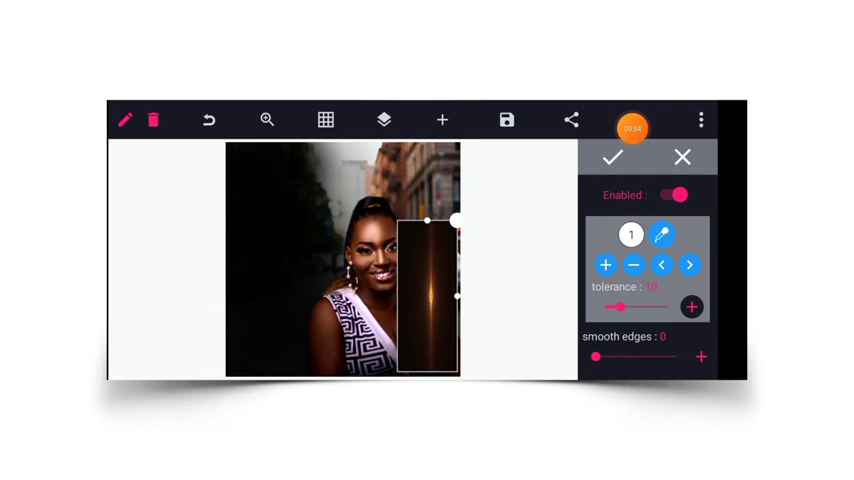 09:04
Enabled :
1
tolerance : 10
smooth edges : 0